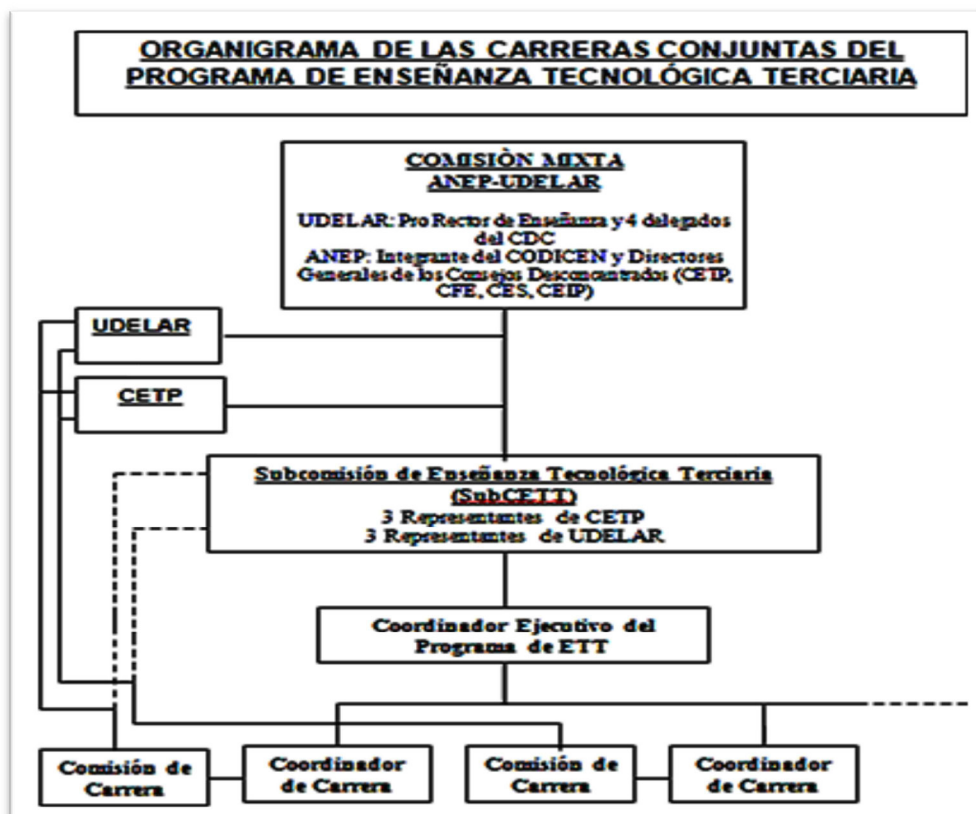 ORGANIGRAMA DE LAS CARRERAS CONJUNTAS DEL
PROGRAMA DE ENSEÑANZA TECNOLÓGICA TERCIARIA
COMISIÒN MIXTA
ANEP-UDELAR
UDELAR: Pro Rector de Enseñanza y 4 delegados
del CDC
ANEP: Integrante del CODICEN y Directores
Generales de los Consejos Desconcentrados (CETP,
CFE, CES, CEIP)
UDELAR
CETP
Subcomisión de Enseñanza Tecnológica Terciaria
(SubCETT)
3 Representantes de CETP
3 Representantes de UDELAR
Coordinador Ejecutivo del
Programa de ETT
Comisión de
Carrera
Coordinador
de Carrera
Comisión de
Carrera
Coordinador
de Carrera